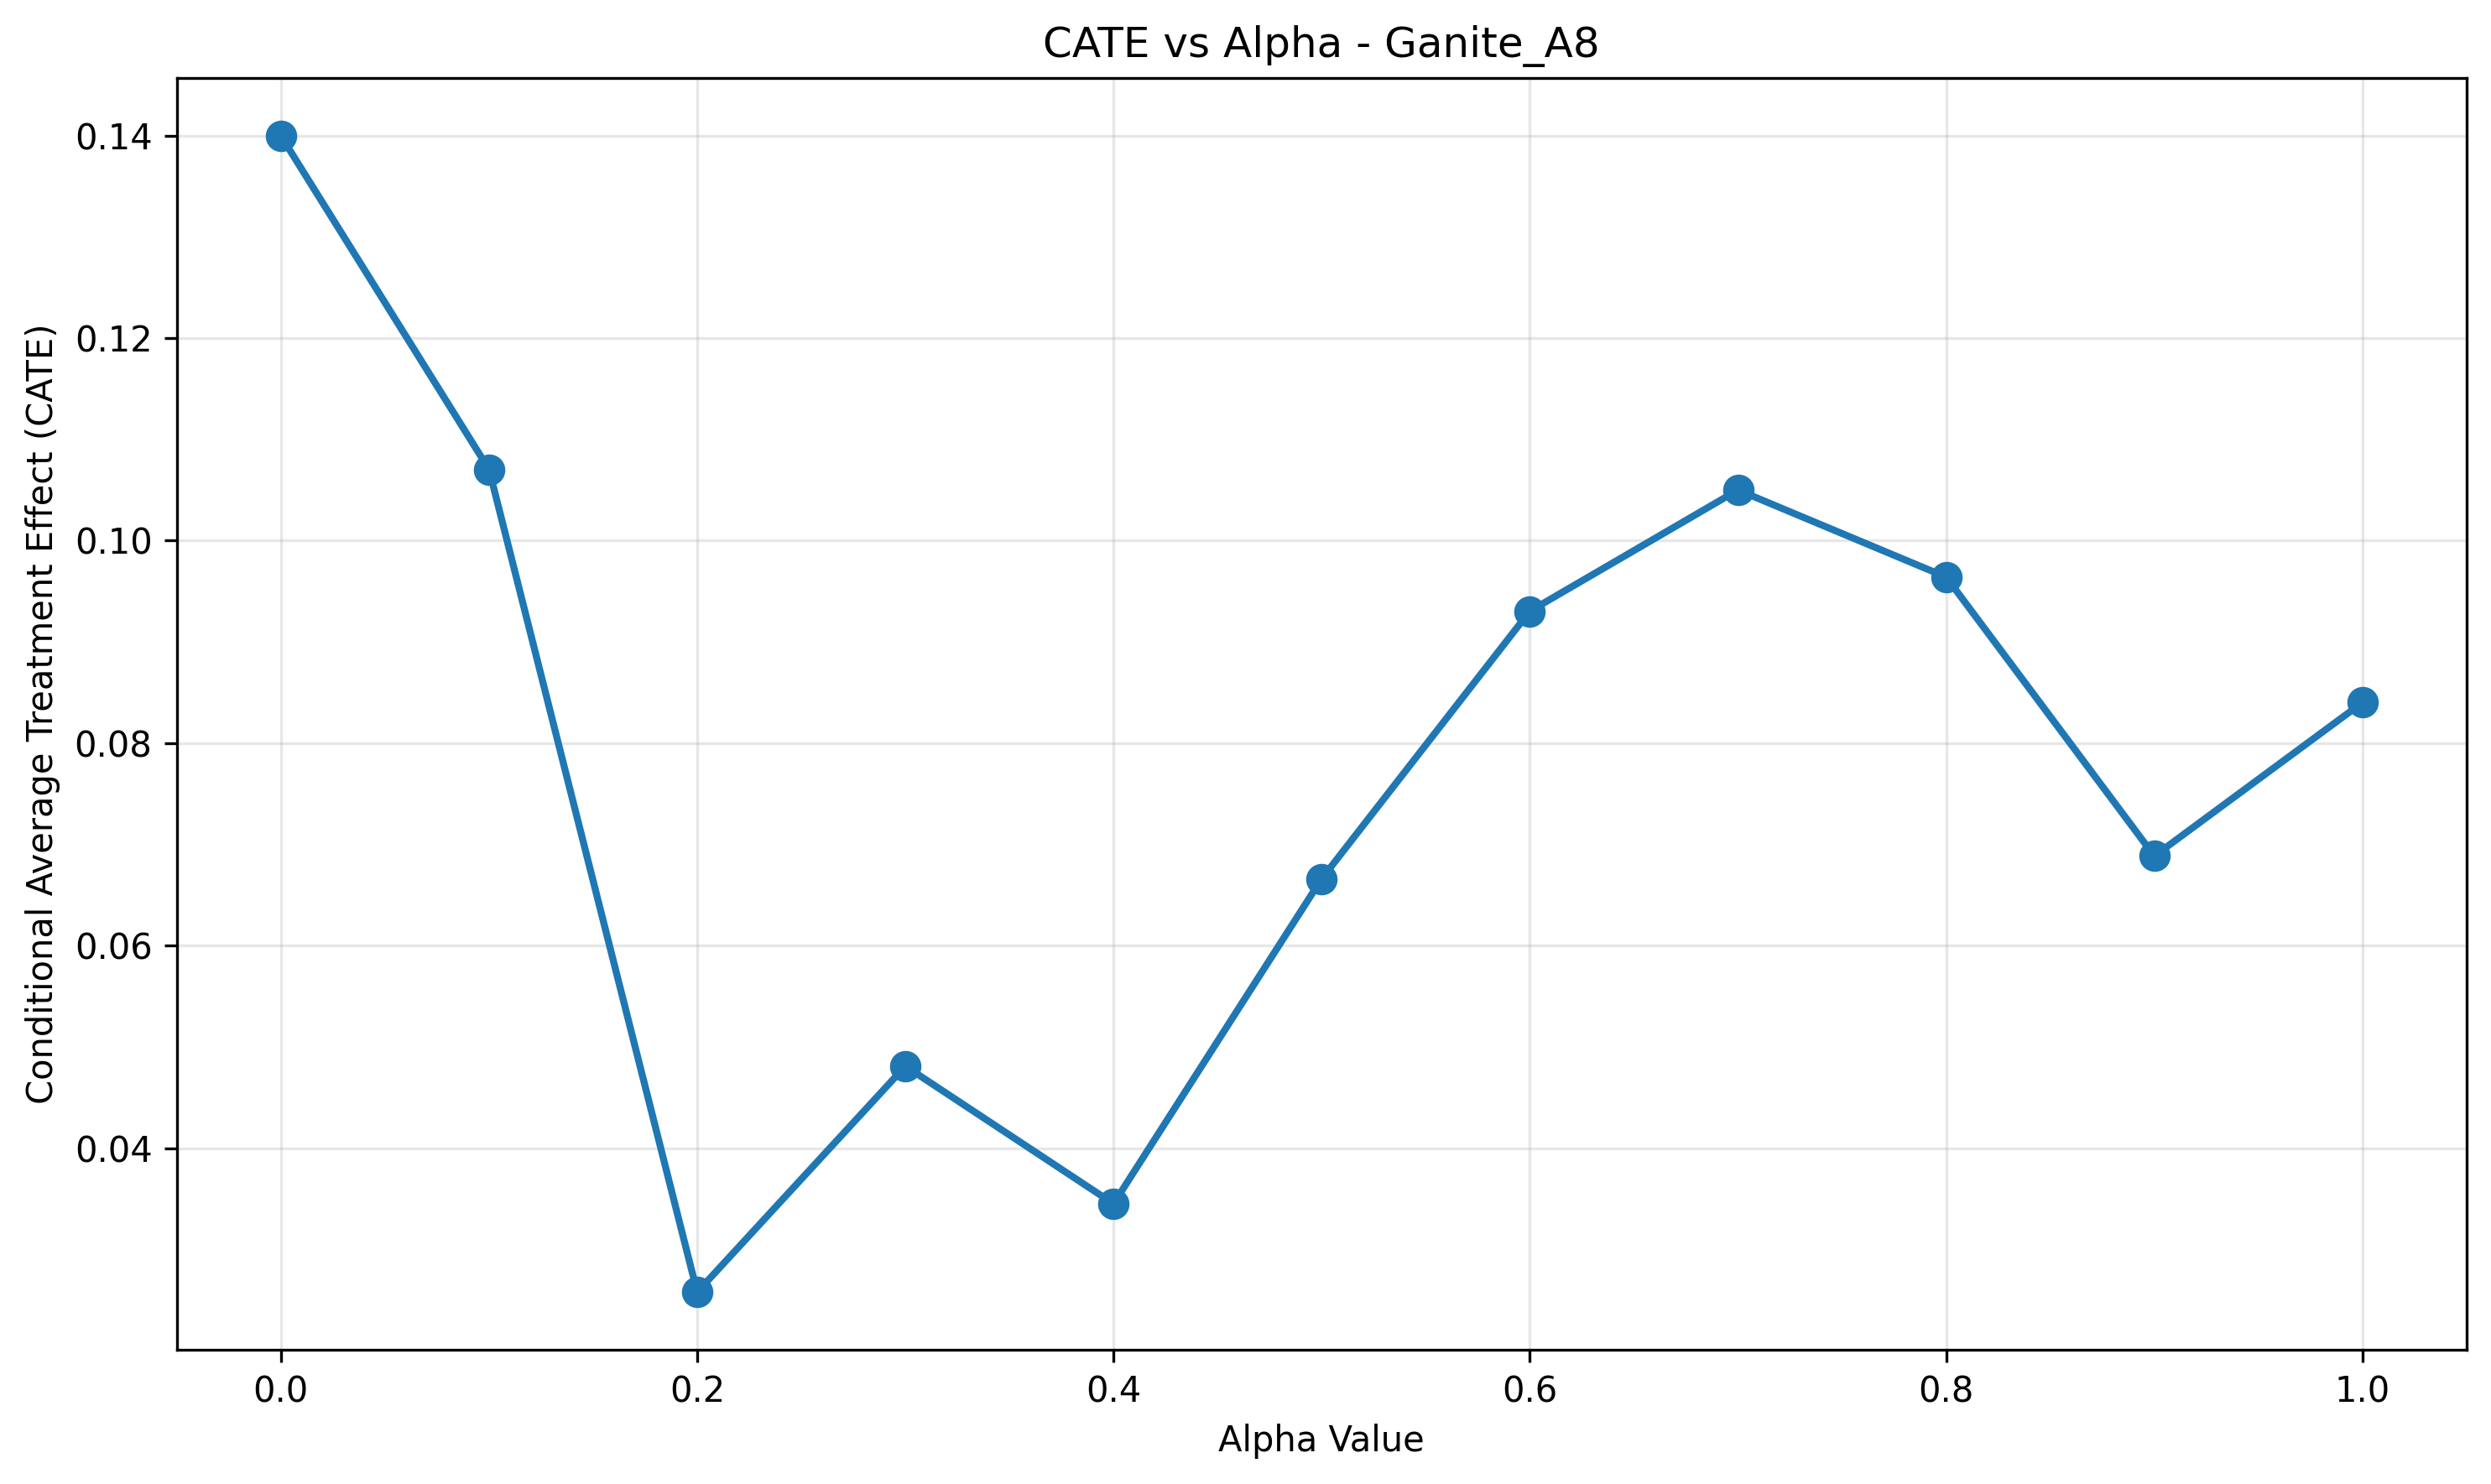 CATE vs Alpha - Ganite_A8
Conditional Average Treatment Effect (CATE)
0.14
0.12
0.10
0.08
0.06
0.04
0.0 0.2 0.4 0.6 0.8 1.0
Alpha Value